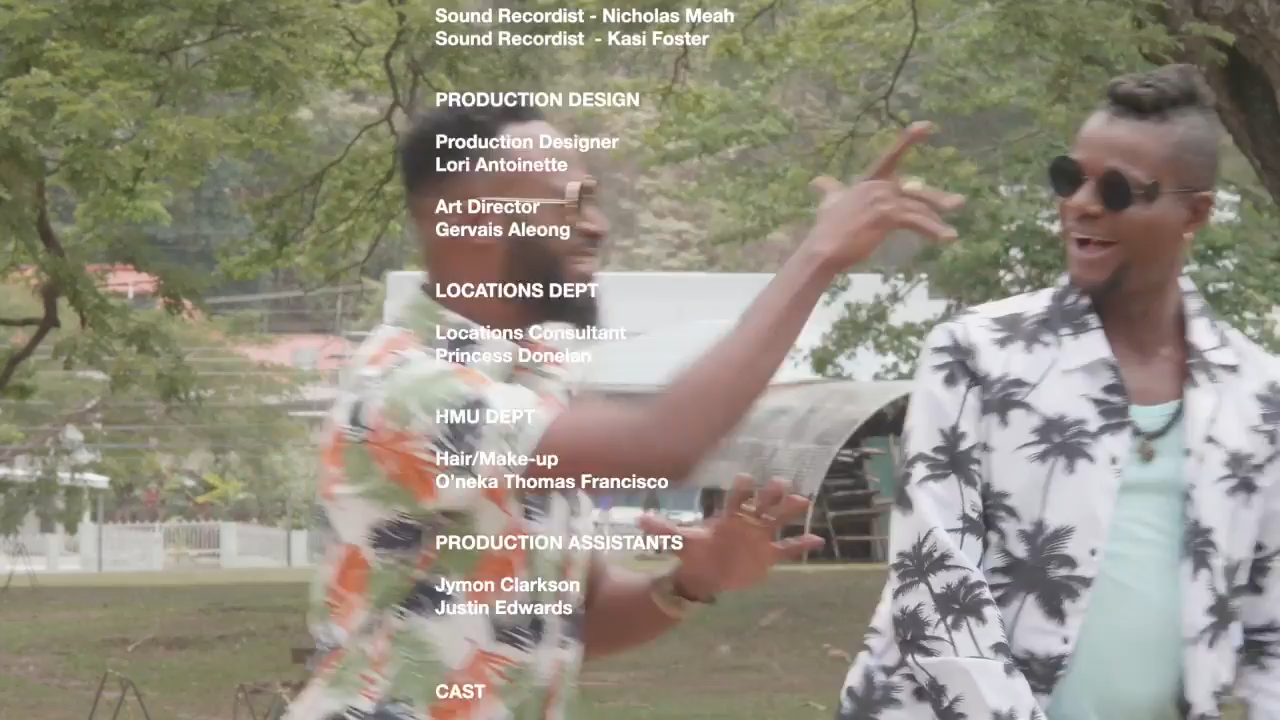 Sound Recordist - Nicholas Meah
Sound Recordist  - Kasi Foster
PRODUCTION DESIGN
Production Designer
Lori Antoinette
Art Director
Gervais Aleong
LOCATIONS DEPT
Locations Consultant
Princess Donelan
HMU DEPT
Hair/Make-up
O'neka Thomas Francisco
PRODUCTION ASSISTANTS
Jymon Clarkson
Justin Edwards
CAST